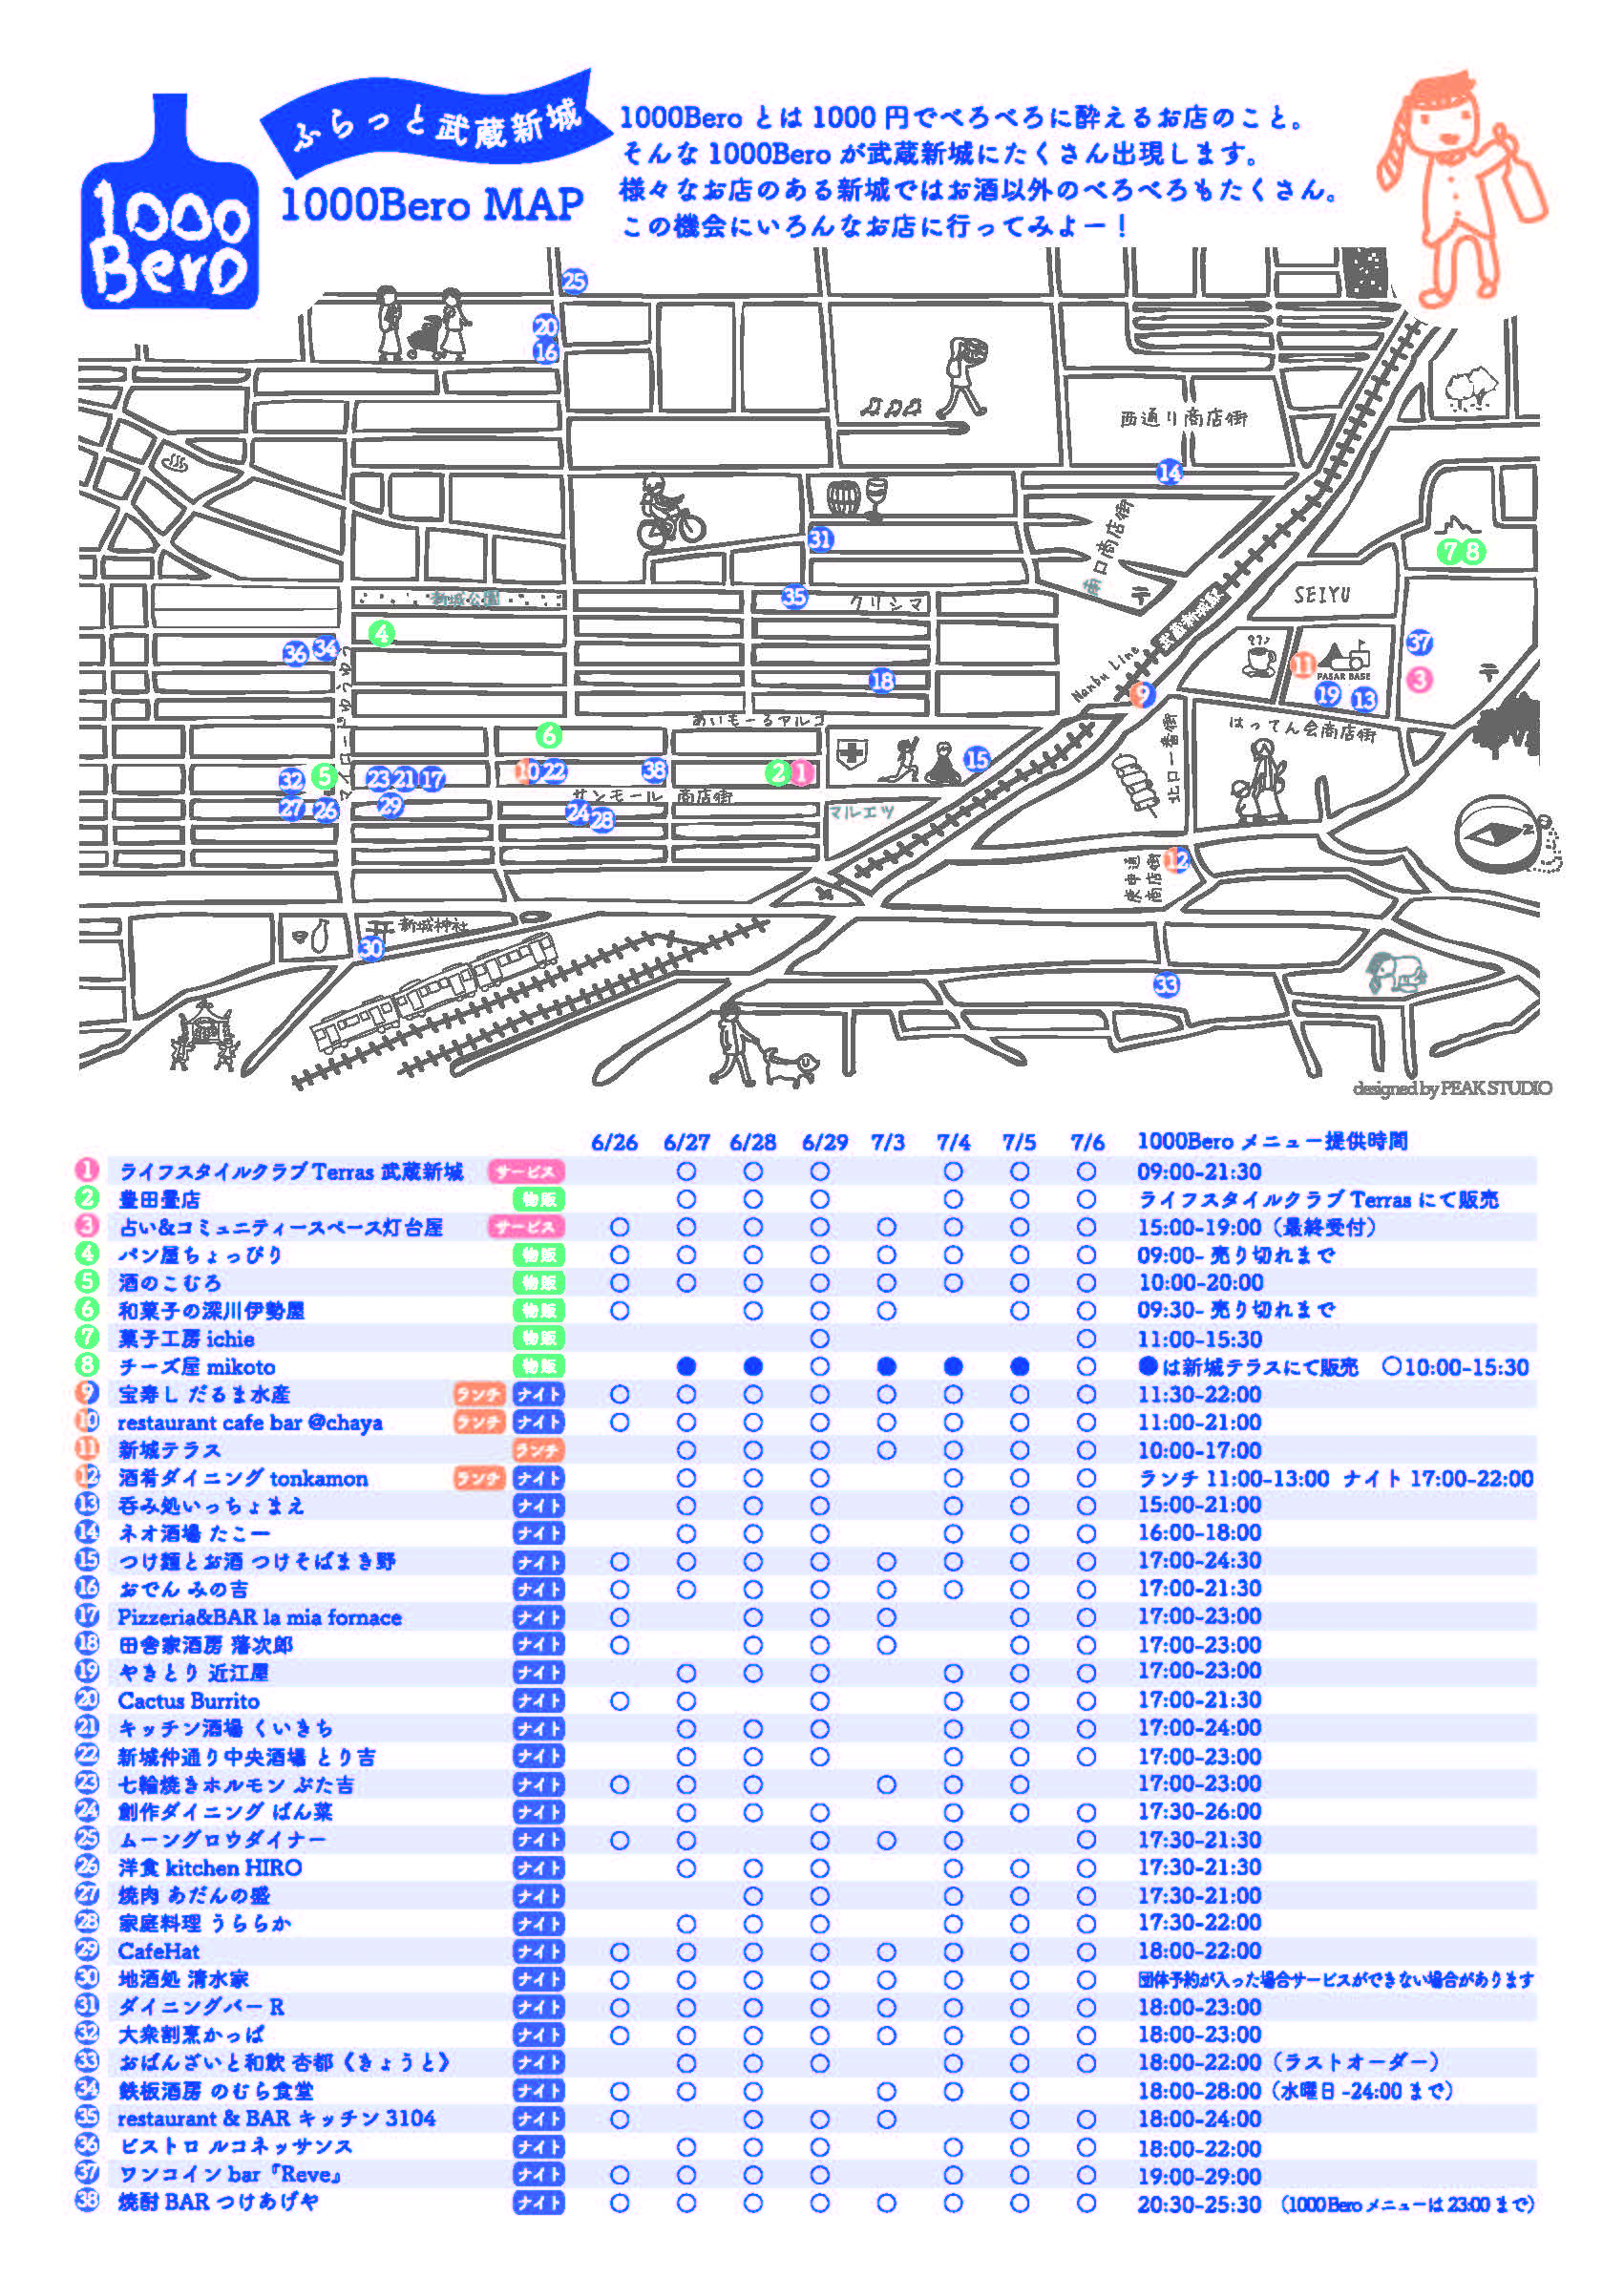 1000
Bero
ふらっと武蔵新城
1000Bero MAP
1000Bero とは 1000 円でべろべろに酔えるお店のこと。
そんな 1000Bero が武蔵新城にたくさん出現します。
様々なお店のある新城ではお酒以外のべろべろもたくさん。
この機会にいろんなお店に行ってみよー！
25
20
16
西通り商店街
14
南口商店街
31
7 8
新城公園
35
クリシマ
SEIYU
武蔵新城駅
4
36 34
37
11
PASAR BASE
3
18
Nanbu Line
9
19 13
あいもーるアルコ
はってん会商店街
6
北口一番街
15
32 5 23 21 17 10 22 38 2 1
サンモール 商店街
27 26 29 24 28
マルエツ
12
庚申通商店街
新城神社
30
33
designed by PEAK STUDIO
6/26 6/27 6/28 6/29 7/3 7/4 7/5 7/6 1000Bero メニュー提供時間
1 ライフスタイルクラブ Terras 武蔵新城 サービス ○ ○ ○ ○ ○ ○ 09:00-21:30
2 豊田畳店 物販 ○ ○ ○ ○ ○ ○ ライフスタイルクラブ Terras にて販売
3 占い&コミュニティースペース灯台屋 サービス ○ ○ ○ ○ ○ ○ ○ ○ 15:00-19:00（最終受付）
4 パン屋ちょっぴり 物販 ○ ○ ○ ○ ○ ○ ○ ○ 09:00- 売り切れまで
5 酒のこむろ 物販 ○ ○ ○ ○ ○ ○ ○ ○ 10:00-20:00
6 和菓子の深川伊勢屋 物販 ○ ○ ○ ○ ○ ○ 09:30- 売り切れまで
7 菓子工房 ichie 物販 ○ ○ 11:00-15:30
8 チーズ屋 mikoto 物販 ● ● ○ ● ● ● ○ ●は新城テラスにて販売 ○10:00-15:30
9 宝寿し だるま水産 ランチ ナイト ○ ○ ○ ○ ○ ○ ○ ○ 11:30-22:00
10 restaurant cafe bar @chaya ランチ ナイト ○ ○ ○ ○ ○ ○ ○ ○ 11:00-21:00
11 新城テラス ランチ ○ ○ ○ ○ ○ ○ ○ 10:00-17:00
12 酒肴ダイニング tonkamon ランチ ナイト ○ ○ ○ ○ ○ ○ ランチ 11:00-13:00 ナイト 17:00-22:00
13 呑み処いっちょまえ ナイト ○ ○ ○ ○ ○ ○ 15:00-21:00
14 ネオ酒場 たこ一 ナイト ○ ○ ○ ○ ○ ○ 16:00-18:00
15 つけ麺とお酒 つけそばまき野 ナイト ○ ○ ○ ○ ○ ○ ○ ○ 17:00-24:30
16 おでん みの吉 ナイト ○ ○ ○ ○ ○ ○ ○ ○ 17:00-21:30
17 Pizzeria&BAR la mia fornace ナイト ○ ○ ○ ○ ○ ○ 17:00-23:00
18 田舎家酒房 藩次郎 ナイト ○ ○ ○ ○ ○ ○ 17:00-23:00
19 やきとり 近江屋 ナイト ○ ○ ○ ○ ○ ○ 17:00-23:00
20 Cactus Burrito ナイト ○ ○ ○ ○ ○ ○ 17:00-21:30
21 キッチン酒場 くいきち ナイト ○ ○ ○ ○ ○ ○ 17:00-24:00
22 新城仲通り中央酒場 とり吉 ナイト ○ ○ ○ ○ ○ ○ 17:00-23:00
23 七輪焼きホルモン ぶた吉 ナイト ○ ○ ○ ○ ○ ○ 17:00-23:00
24 創作ダイニング ばん菜 ナイト ○ ○ ○ ○ ○ ○ 17:30-26:00
25 ムーングロウダイナー ナイト ○ ○ ○ ○ ○ ○ 17:30-21:30
26 洋食 kitchen HIRO ナイト ○ ○ ○ ○ ○ ○ 17:30-21:30
27 焼肉 あだんの盛 ナイト ○ ○ ○ ○ ○ 17:30-21:00
28 家庭料理 うららか ナイト ○ ○ ○ ○ ○ ○ 17:30-22:00
29 CafeHat ナイト ○ ○ ○ ○ ○ ○ ○ ○ 18:00-22:00
30 地酒処 清水家 ナイト ○ ○ ○ ○ ○ ○ ○ ○ 団体予約が入った場合サービスができない場合があります
31 ダイニングバー R ナイト ○ ○ ○ ○ ○ ○ ○ ○ 18:00-23:00
32 大衆割烹かっぱ ナイト ○ ○ ○ ○ ○ ○ ○ ○ 18:00-23:00
33 おばんざいと和飲 杏都《きょうと》 ナイト ○ ○ ○ ○ ○ ○ 18:00-22:00（ラストオーダー）
34 鉄板酒房 のむら食堂 ナイト ○ ○ ○ ○ ○ ○ 18:00-28:00（水曜日 -24:00 まで）
35 restaurant & BAR キッチン 3104 ナイト ○ ○ ○ ○ ○ ○ 18:00-24:00
36 ビストロ ルコネッサンス ナイト ○ ○ ○ ○ ○ ○ 18:00-22:00
37 ワンコイン bar『Reve』 ナイト ○ ○ ○ ○ ○ ○ ○ 19:00-29:00
38 焼酎 BAR つけあげや ナイト ○ ○ ○ ○ ○ ○ ○ ○ 20:30-25:30 （1000Bero メニューは 23:00 まで）